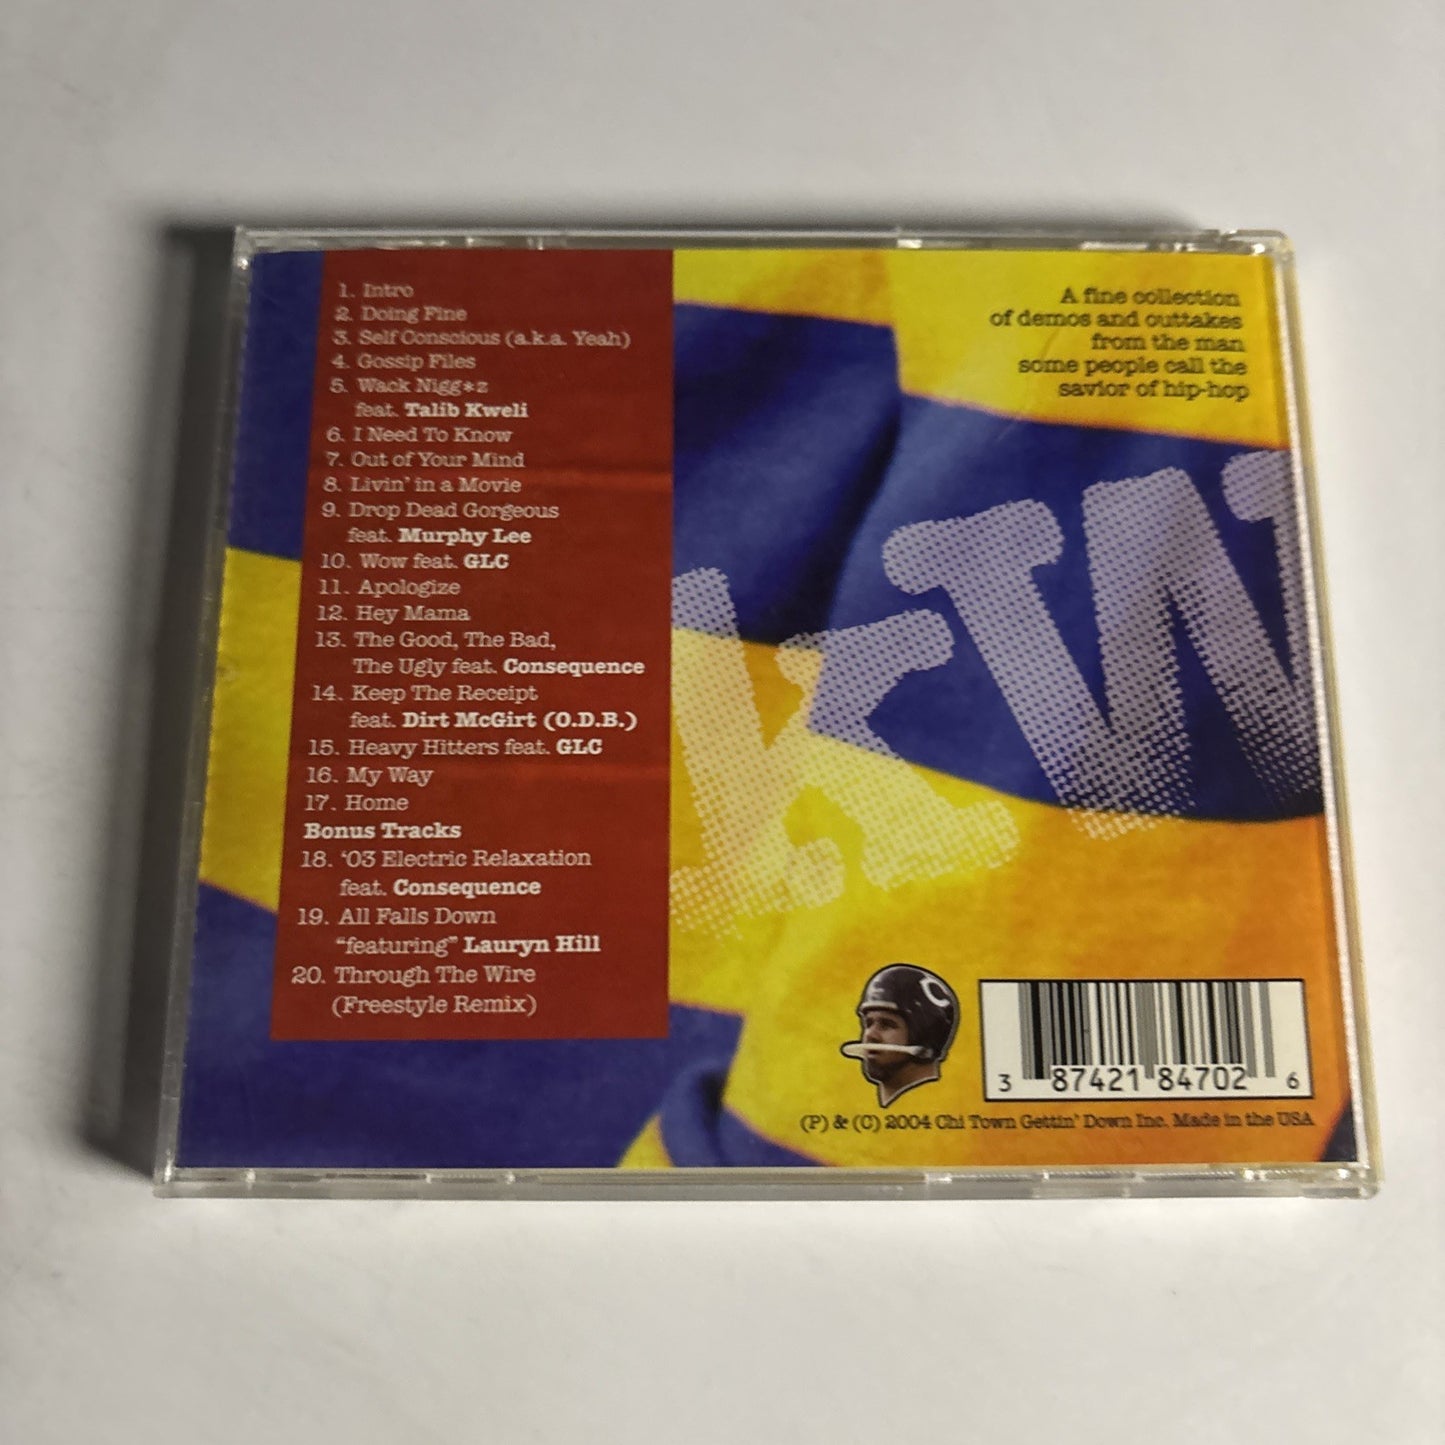 1. Intro
2. Doing Fine
3. Self Conscious (a.k.a. Yeah)
4. Gossip Files
5. Wack Nigg*z
feat. Talib Kweli
6. I Need To Know
7. Out of Your Mind
8. Livin' in a Movie
9. Drop Dead Gorgeous
feat. Murphy Lee
10. Wow feat. GLC
11. Apologize
12. Hey Mama
13. The Good, The Bad,
The Ugly feat. Consequence
14. Keep The Receipt
feat. Dirt McGirt (O.D.B.)
15. Heavy Hitters feat. GLC
16. My Way
17. Home
Bonus Tracks
18. '03 Electric Relaxation
feat. Consequence
19. All Falls Down
"featuring" Lauryn Hill
20. Through The Wire
(Freestyle Remix)
A fine collection
of demos and outtakes
from the man
some people call the
savior of hip-hop
C
3 87421 84702 6
(P) & (C) 2004 Chi Town Gettin' Down Inc. Made in the USA